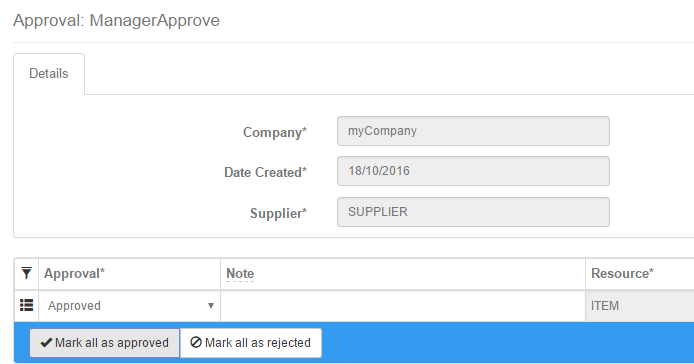 Approval: ManagerApprove
Details
Company* myCompany
Date Created* 18/10/2016
Supplier* SUPPLIER
Approval* Note Resource*
Approved ITEM
Mark all as approved Mark all as rejected